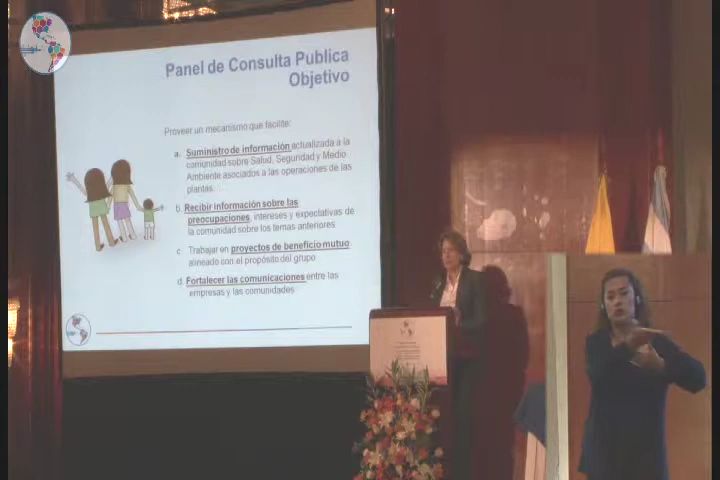 Panel de Consulta Publica
Objetivo
Proveer un mecanismo que facilite:
a. Suministro de información actualizada a la
comunidad sobre Salud, Seguridad y Medio
Ambiente asociados a las operaciones de las
plantas.
b. Recibir información sobre las
preocupaciones, intereses y expectativas de
la comunidad sobre los temas anteriores
c Trabajar en proyectos de beneficio mutuo
alineado con el propósito del grupo
d. Fortalecer las comunicaciones entre las
empresas y las comunidades